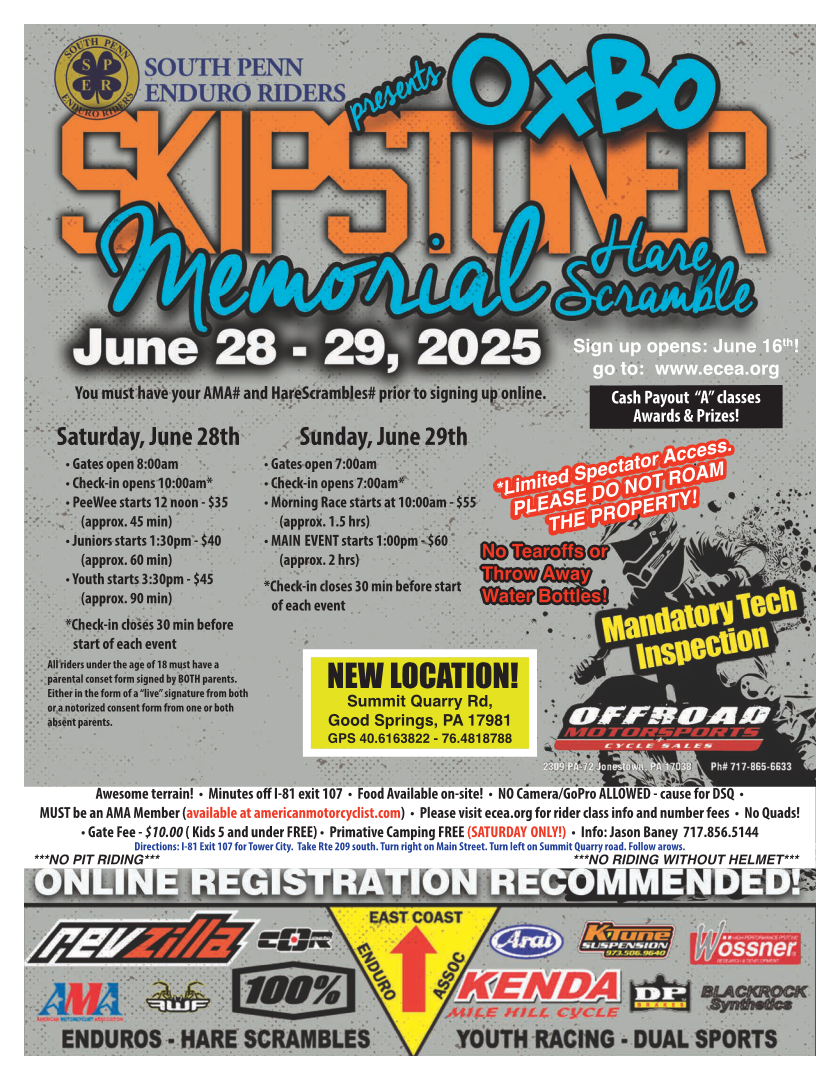 SOUTH PENN
ENDURO RIDERS
S P
E R
SOUTH PENN
ENDURO RIDERS
presents
OxBo
SKIP STONER
Memorial
Hare
Scramble
June 28 - 29, 2025
Sign up opens: June 16th!
go to: www.ecea.org
You must have your AMA# and HareScrambles# prior to signing up online.
Cash Payout "A" classes
Awards & Prizes!
Saturday, June 28th
• Gates open 8:00am
• Check-in opens 10:00am*
• PeeWee starts 12 noon - $35
(approx. 45 min)
• Juniors starts 1:30pm - $40
(approx. 60 min)
• Youth starts 3:30pm - $45
(approx. 90 min)
*Check-in closes 30 min before
start of each event
All riders under the age of 18 must have a
parental conset form signed by BOTH parents.
Either in the form of a "live" signature from both
or a notorized consent form from one or both
absent parents.
Sunday, June 29th
• Gates open 7:00am
• Check-in opens 7:00am*
• Morning Race starts at 10:00am - $55
(approx. 1.5 hrs)
• MAIN EVENT starts 1:00pm - $60
(approx. 2 hrs)
*Check-in closes 30 min before start
of each event
*Limited Spectator Access.
PLEASE DO NOT ROAM
THE PROPERTY!
No Tearoffs or
Throw Away
Water Bottles!
Mandatory Tech
Inspection
NEW LOCATION!
Summit Quarry Rd,
Good Springs, PA 17981
GPS 40.6163822 - 76.4818788
OFFROAD
MOTORSPORTS
CYCLE SALES
2309 PA-72 Jonestown, PA 17038 Ph# 717-865-6633
Awesome terrain! • Minutes off I-81 exit 107 • Food Available on-site! • NO Camera/GoPro ALLOWED - cause for DSQ •
MUST be an AMA Member (available at americanmotorcyclist.com) • Please visit ecea.org for rider class info and number fees • No Quads!
• Gate Fee - $10.00 ( Kids 5 and under FREE) • Primative Camping FREE (SATURDAY ONLY!) • Info: Jason Baney 717.856.5144
Directions: I-81 Exit 107 for Tower City. Take Rte 209 south. Turn right on Main Street. Turn left on Summit Quarry road. Follow arows.
***NO PIT RIDING*** ***NO RIDING WITHOUT HELMET***
ONLINE REGISTRATION RECOMMENDED!
revzilla
EAST COAST
ENDURO
ASSOC
Arai
K-Tune
SUSPENSION
973.506.9640
Wössner
AMA
AMERICAN MOTORCYCLIST ASSOCIATION
FWF
100%
KENDA
MILE HILL CYCLE
DP
BRAKES
BLACKROCK
Synthetics
ENDUROS - HARE SCRAMBLES
YOUTH RACING - DUAL SPORTS